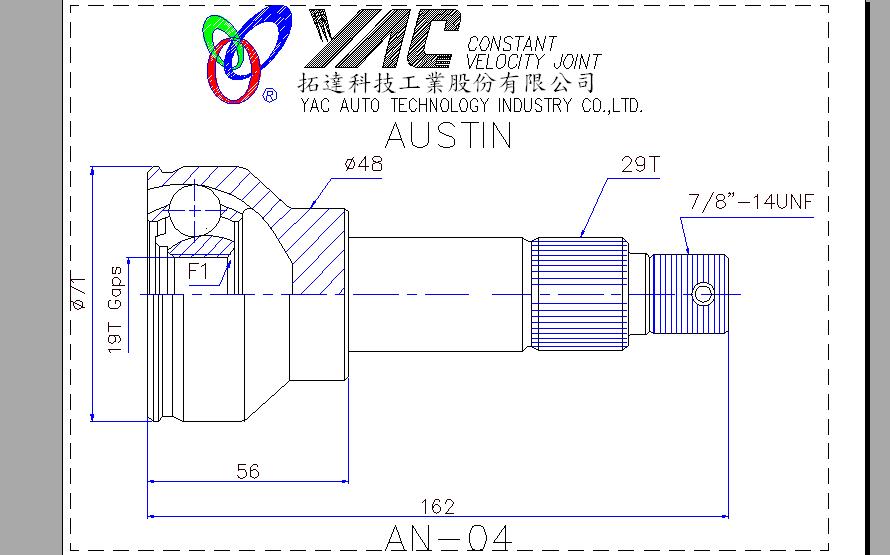 YAC CONSTANT
VELOCITY JOINT
®
拓達科技工業股份有限公司
YAC AUTO TECHNOLOGY INDUSTRY CO.,LTD.
AUSTIN
ø48
29T
7/8"-14UNF
F1
ø71
19T Gaps
56
162
AN-04